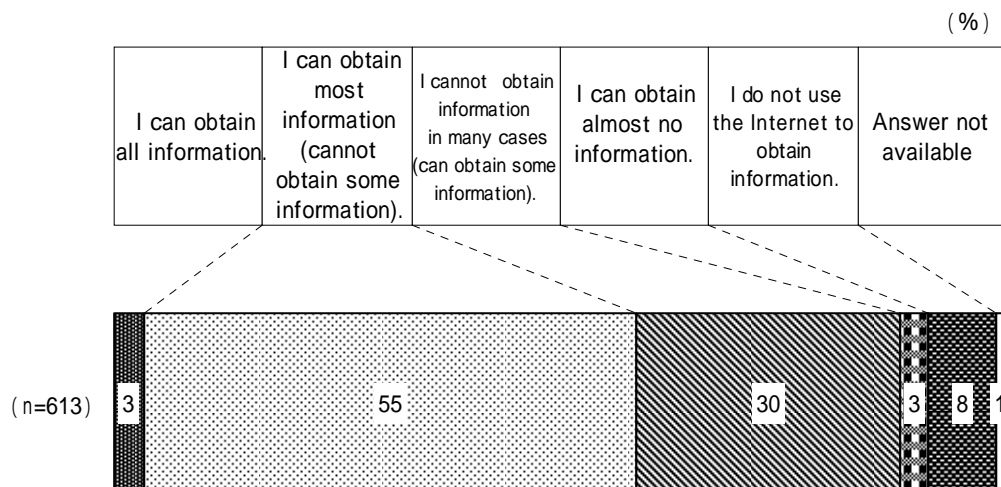 (%)
I can obtain
all information.
I can obtain
most
information
(cannot
obtain some
information).
I cannot obtain
information
in many cases
(can obtain some
information).
I can obtain
almost no
information.
I do not use
the Internet to
obtain
information.
Answer not
available
(n=613)
3
55
30
3
8
1